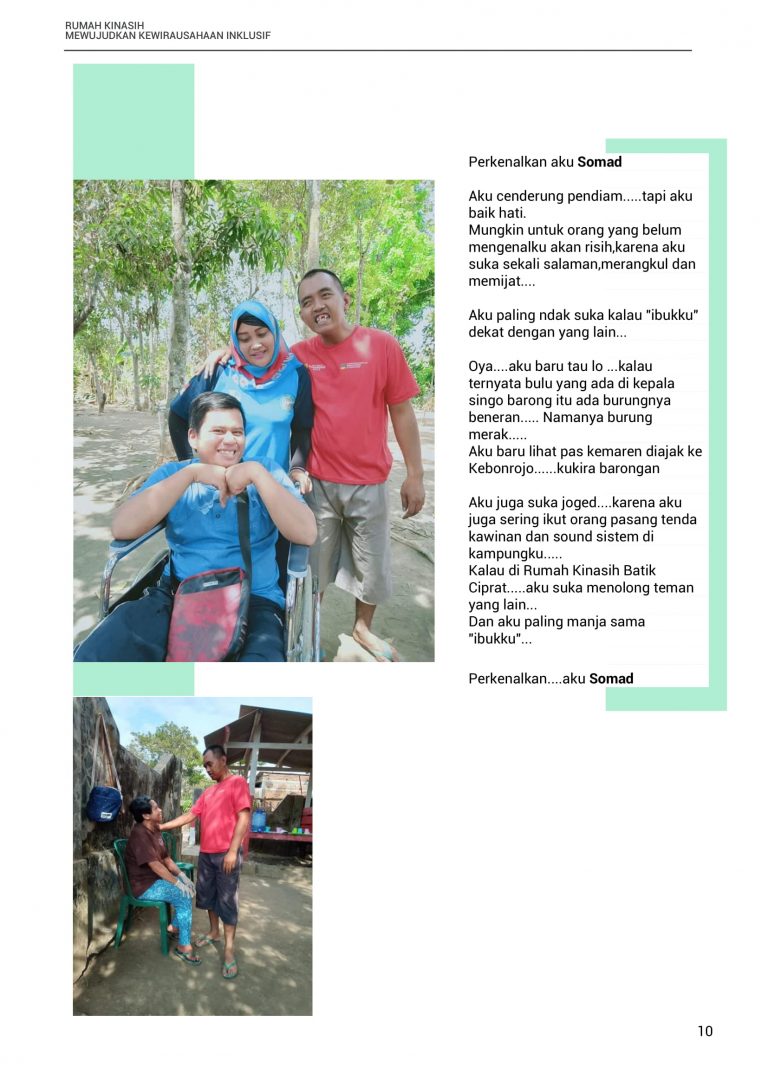 RUMAH KINASIH
MEWUJUDKAN KEWIRAUSAHAAN INKLUSIF
Perkenalkan aku Somad
Aku cenderung pendiam.....tapi aku
baik hati.
Mungkin untuk orang yang belum
mengenalku akan risih,karena aku
suka sekali salaman,merangkul dan
memijat....
Aku paling ndak suka kalau "ibukku"
dekat dengan yang lain...
Oya....aku baru tau lo ...kalau
ternyata bulu yang ada di kepala
singo barong itu ada burungnya
beneran..... Namanya burung
merak.....
Aku baru lihat pas kemaren diajak ke
Kebonrojo......kukira barongan
Aku juga suka joged....karena aku
juga sering ikut orang pasang tenda
kawinan dan sound sistem di
kampungku.....
Kalau di Rumah Kinasih Batik
Ciprat.....aku suka menolong teman
yang lain...
Dan aku paling manja sama
"ibukku"...
Perkenalkan....aku Somad
10